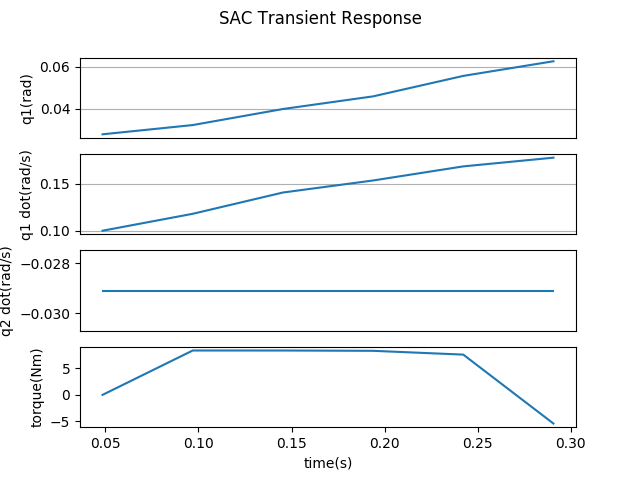 SAC Transient Response
0.06
0.04
q1(rad)
0.15
0.10
q1 dot(rad/s)
−0.028
−0.030
q2 dot(rad/s)
5
0
−5
torque(Nm)
0.05 0.10 0.15 0.20 0.25 0.30
time(s)